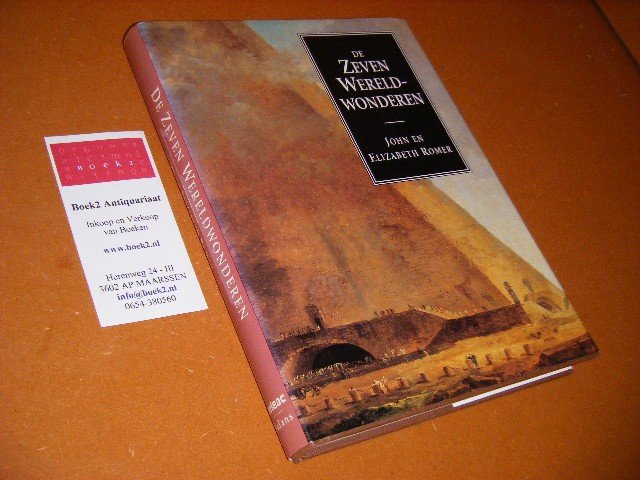 DE
ZEVEN
WERELD-
WONDEREN
JOHN EN
ELIZABETH ROMER
DE ZEVEN WERELDWONDEREN
Boek2
Boek2 Antiquariaat
Inkoop en Verkoop
van Boeken
www.boek2.nl
Herenweg 24 - III
3602 AP MAARSSEN
info@boek2.nl
0654 380560